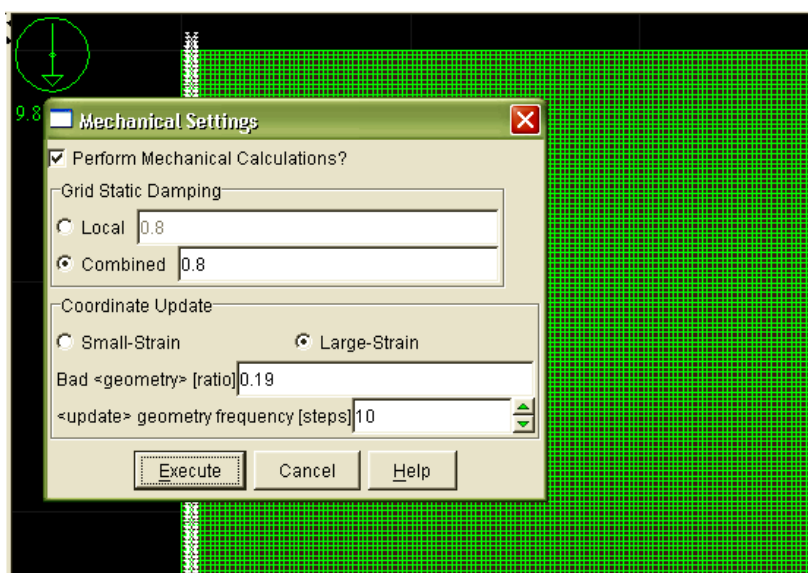 9.8
Mechanical Settings
Perform Mechanical Calculations?
Grid Static Damping
Local 0.8
Combined 0.8
Coordinate Update
Small-Strain Large-Strain
Bad <geometry> [ratio] 0.19
<update> geometry frequency [steps] 10
Execute Cancel Help